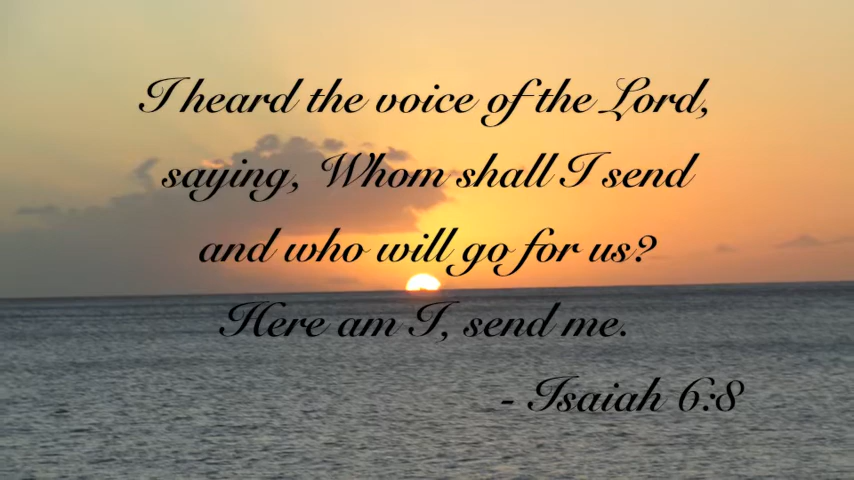 I heard the voice of the Lord,
saying, Whom shall I send
and who will go for us?
Here am I, send me.
- Isaiah 6:8